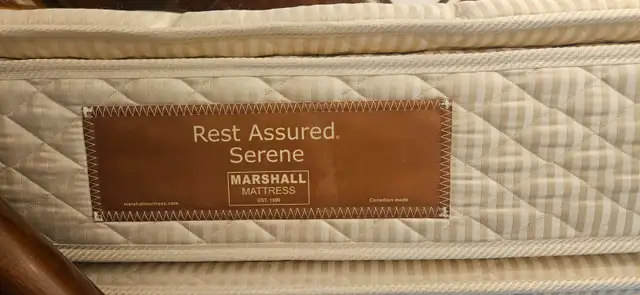 Rest Assured®
Serene
MARSHALL
MATTRESS
EST. 1900
marshallmattress.com
Canadian made